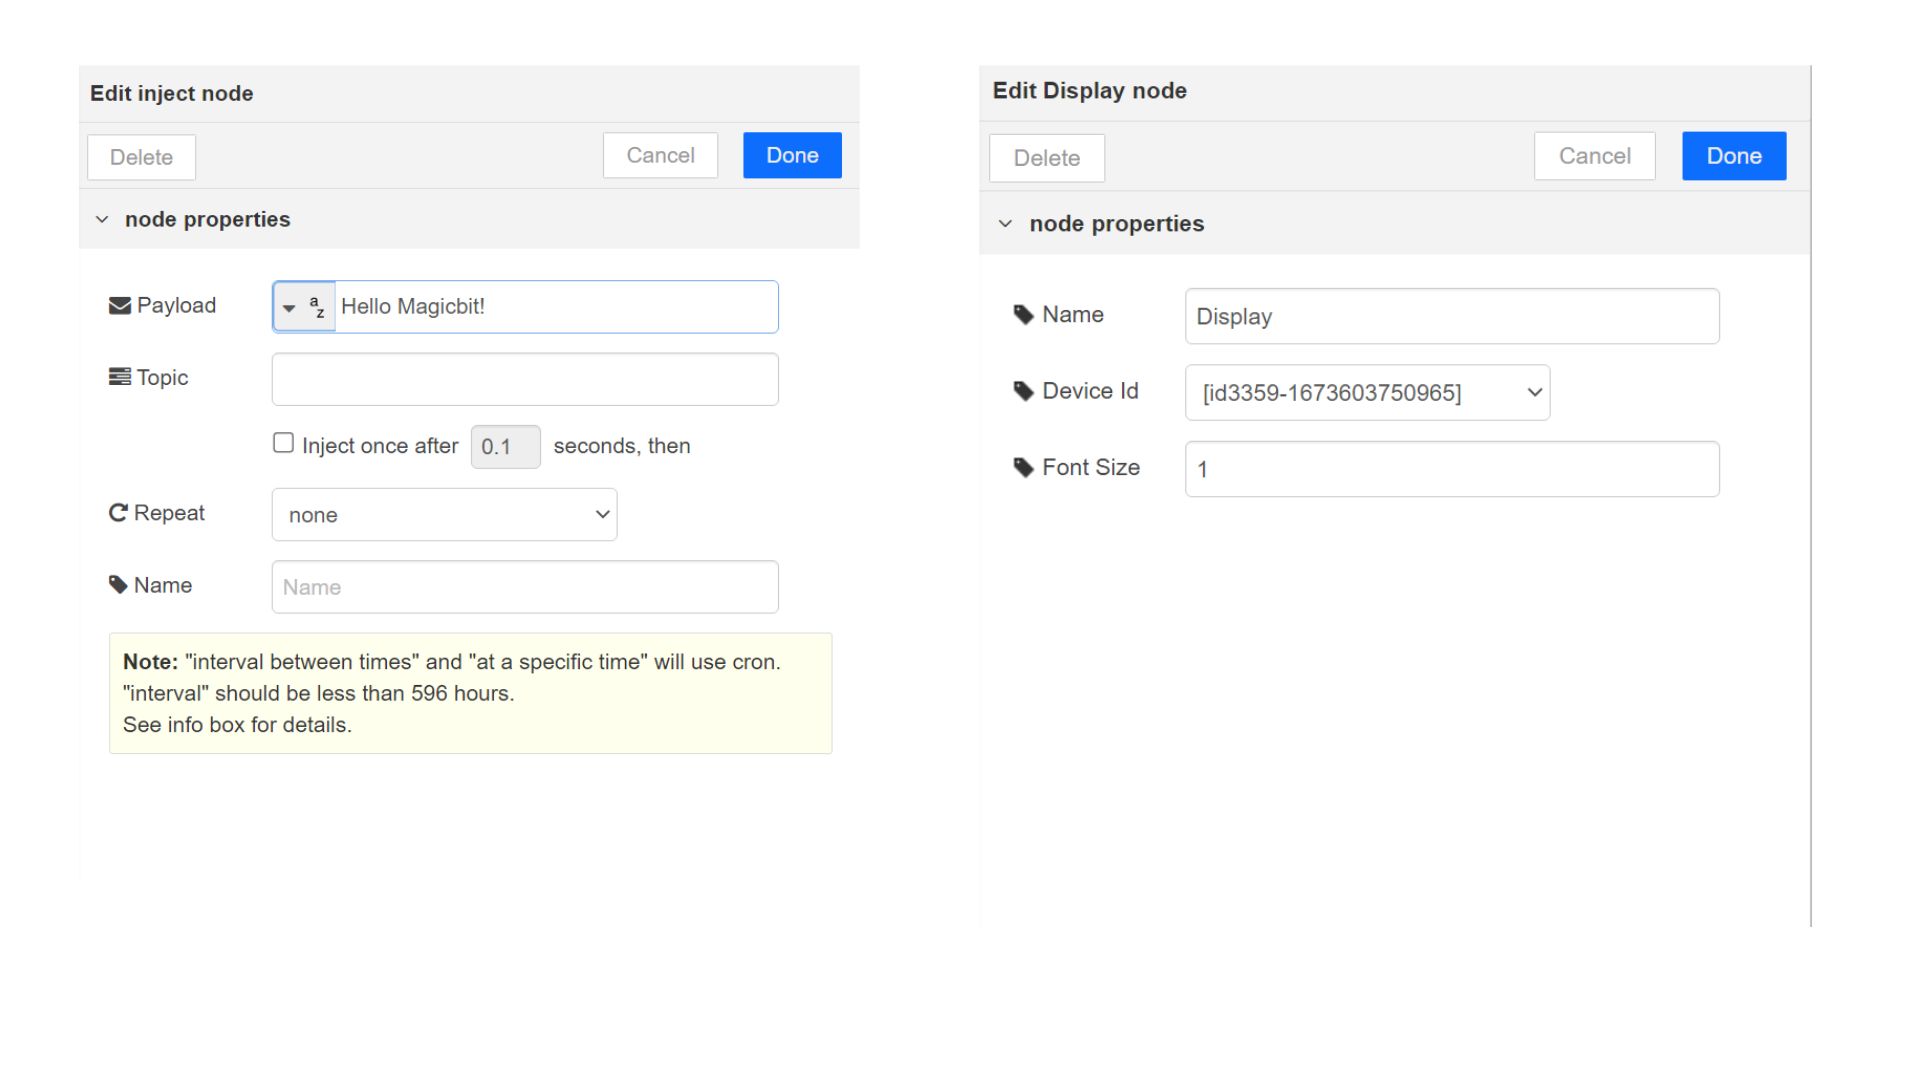 Edit inject node
Delete
Cancel
Done
node properties
Payload
Hello Magicbit!
Topic
Inject once after 0.1 seconds, then
Repeat
none
Name
Name
Note: "interval between times" and "at a specific time" will use cron.
"interval" should be less than 596 hours.
See info box for details.
Edit Display node
Delete
Cancel
Done
node properties
Name
Display
Device Id
[id3359-1673603750965]
Font Size
1